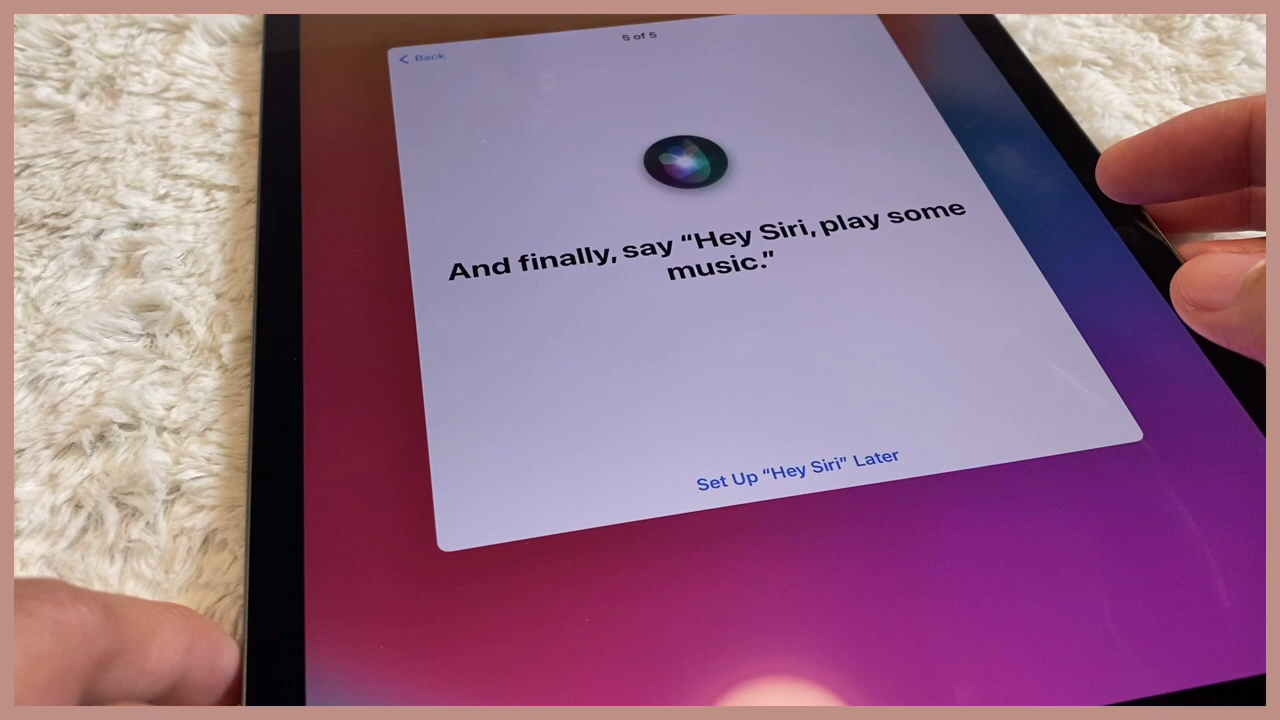 5 of 5
Back
And finally, say “Hey Siri, play some
music.”
Set Up “Hey Siri” Later